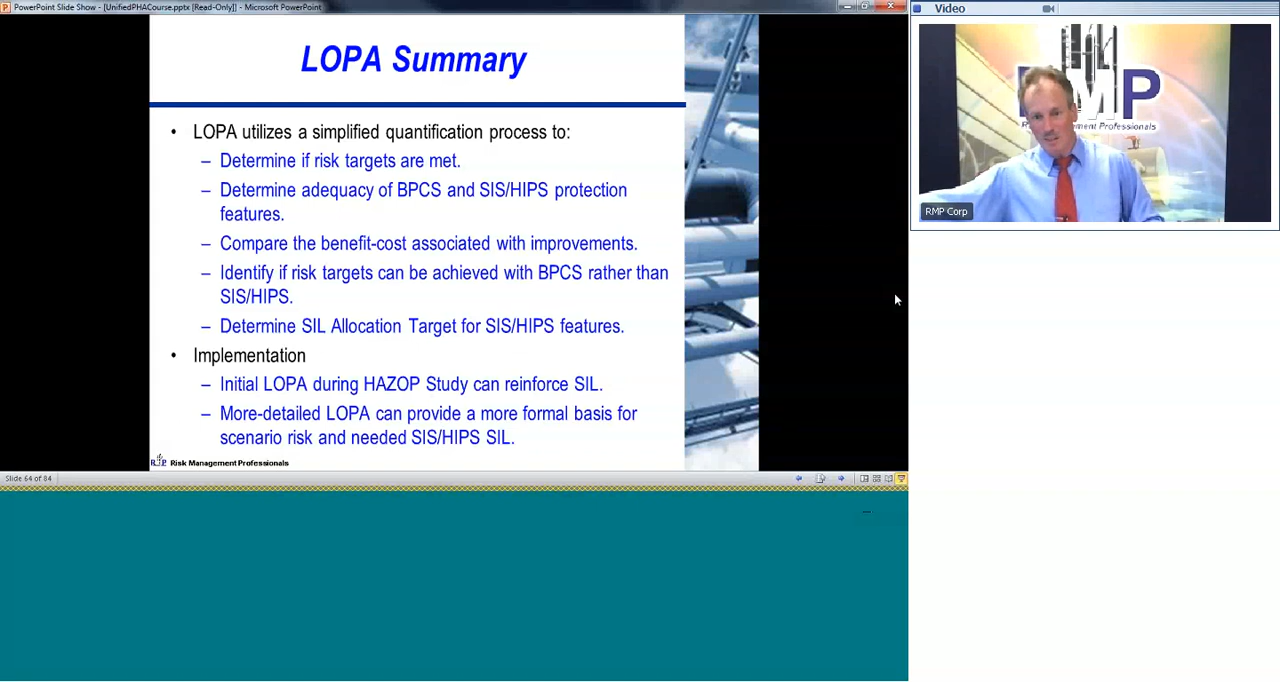 PowerPoint Slide Show - [UnifiedPHACourse.pptx [Read-Only]] - Microsoft PowerPoint
Video
LOPA Summary
• LOPA utilizes a simplified quantification process to:
– Determine if risk targets are met.
– Determine adequacy of BPCS and SIS/HIPS protection
features.
– Compare the benefit-cost associated with improvements.
– Identify if risk targets can be achieved with BPCS rather than
SIS/HIPS.
– Determine SIL Allocation Target for SIS/HIPS features.
• Implementation
– Initial LOPA during HAZOP Study can reinforce SIL.
– More-detailed LOPA can provide a more formal basis for
scenario risk and needed SIS/HIPS SIL.
Risk Management Professionals
Slide 64 of 84
MP
Professionals
RMP Corp